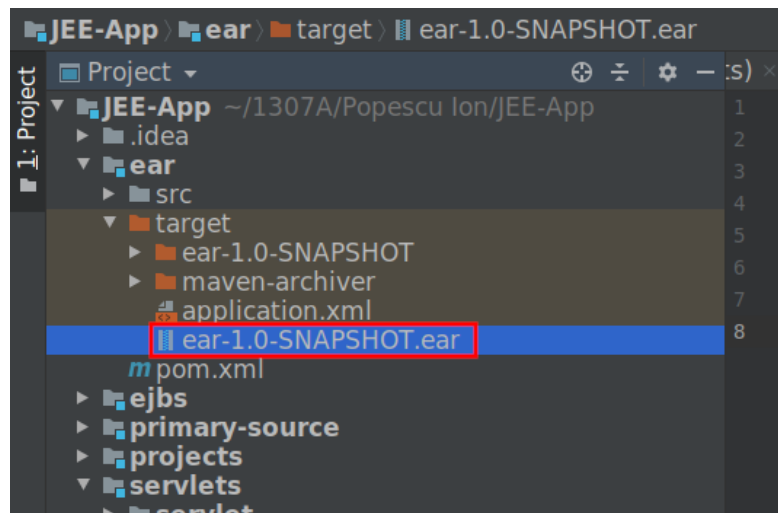 JEE-App ear target ear-1.0-SNAPSHOT.ear
1: Project
Project ts)
JEE-App ~/1307A/Popescu Ion/JEE-App 1
.idea 2
ear 3
src 4
target 5
ear-1.0-SNAPSHOT
maven-archiver 6
application.xml 7
ear-1.0-SNAPSHOT.ear 8
m pom.xml
ejbs
primary-source
projects
servlets
servlet